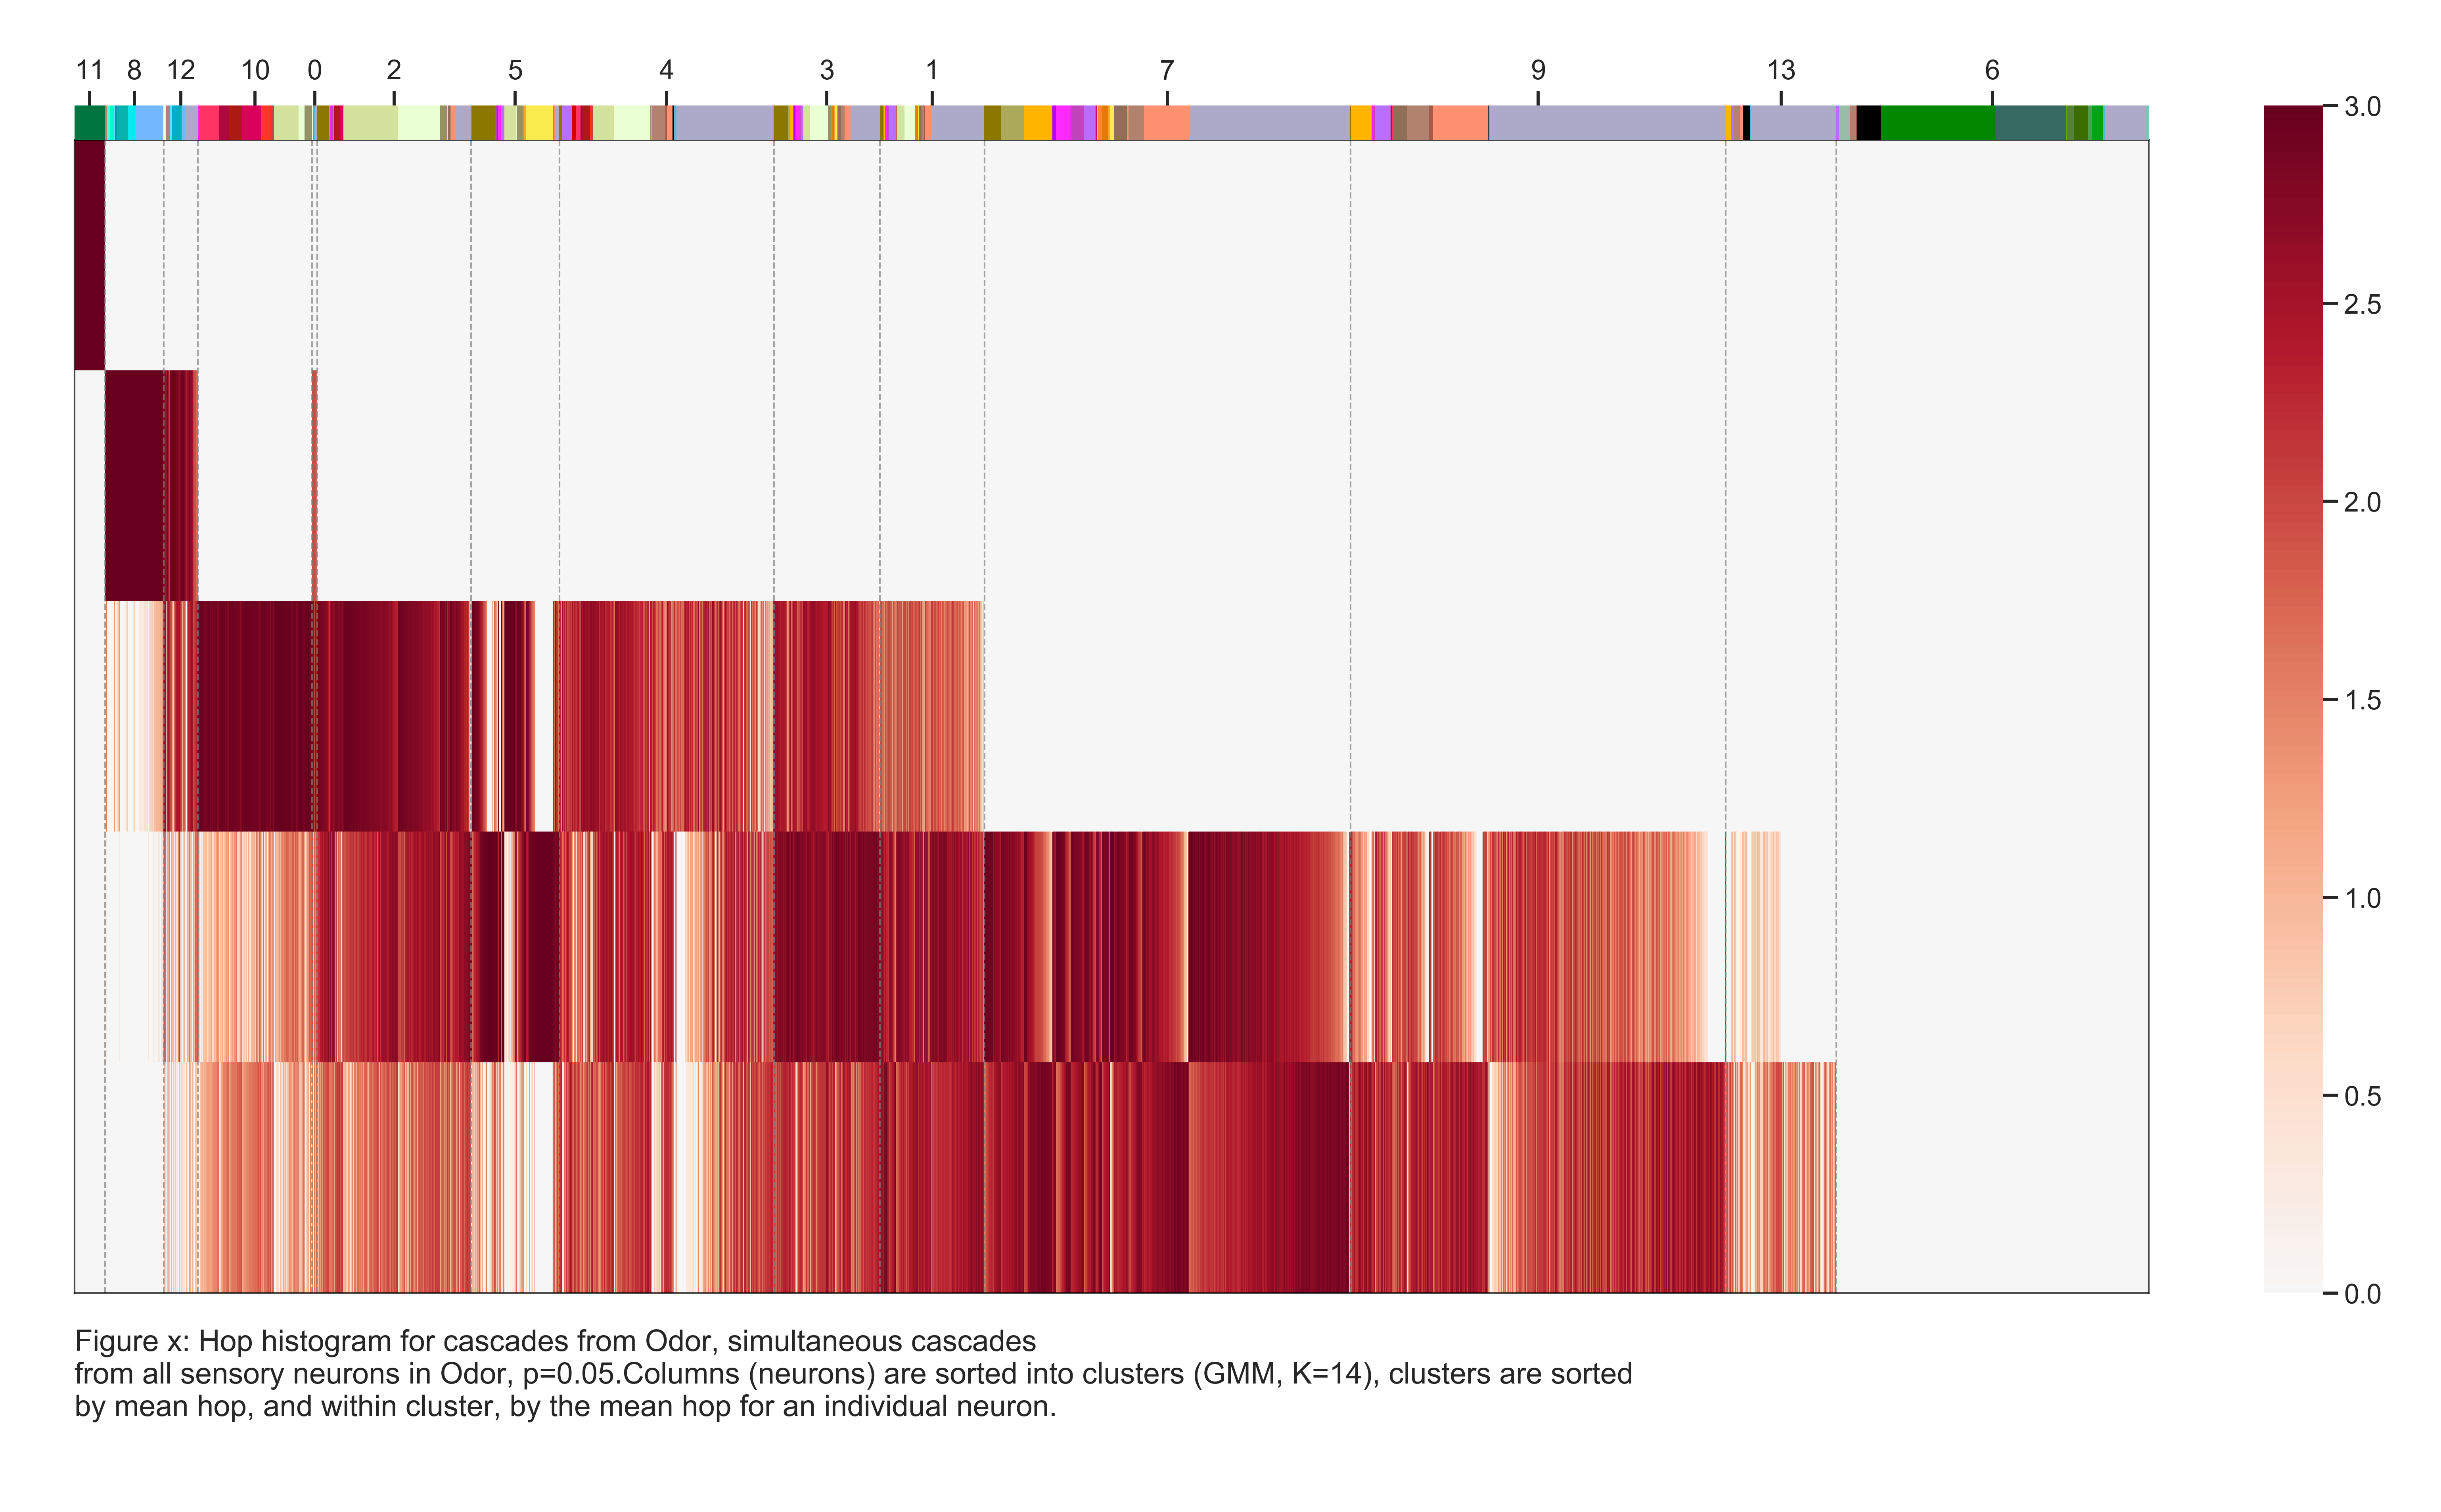 11 8 12 10 0 2 5 4 3 1 7 9 13 6
3.0
2.5
2.0
1.5
1.0
0.5
0.0
Figure x: Hop histogram for cascades from Odor, simultaneous cascades
from all sensory neurons in Odor, p=0.05.Columns (neurons) are sorted into clusters (GMM, K=14), clusters are sorted
by mean hop, and within cluster, by the mean hop for an individual neuron.